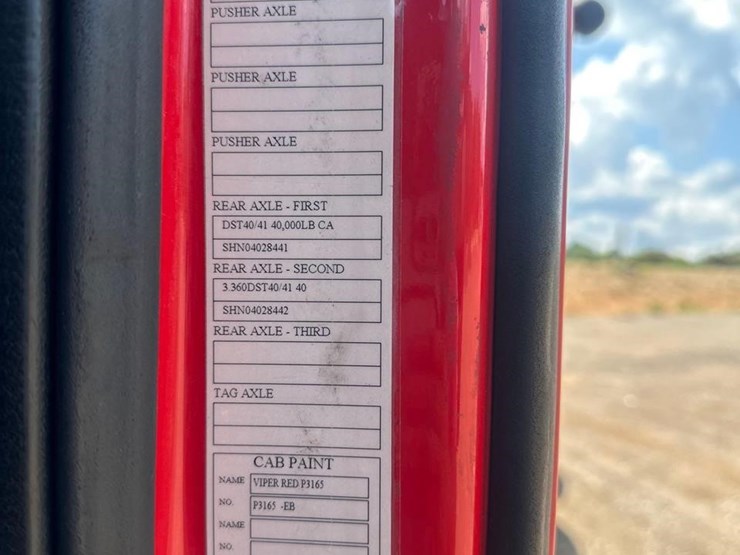 PUSHER AXLE
PUSHER AXLE
PUSHER AXLE
REAR AXLE - FIRST
DST40/41 40,000LB CA
SHN04028441
REAR AXLE - SECOND
3.360DST40/41 40
SHN04028442
REAR AXLE - THIRD
TAG AXLE
CAB PAINT
NAME VIPER RED P3165
NO. P3165 -EB
NAME
NO.